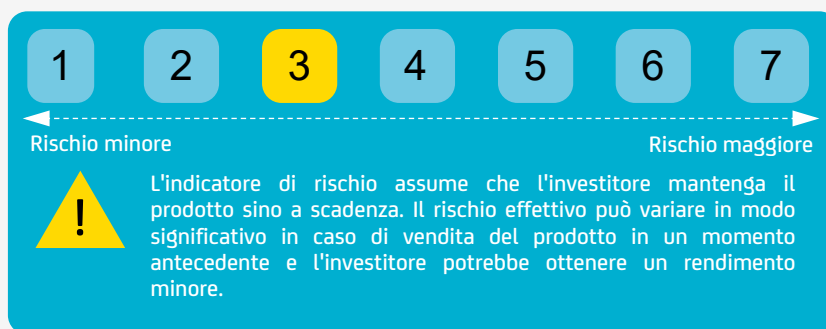 1 2 3 4 5 6 7
Rischio minore Rischio maggiore
!
L'indicatore di rischio assume che l'investitore mantenga il
prodotto sino a scadenza. Il rischio effettivo può variare in modo
significativo in caso di vendita del prodotto in un momento
antecedente e l'investitore potrebbe ottenere un rendimento
minore.